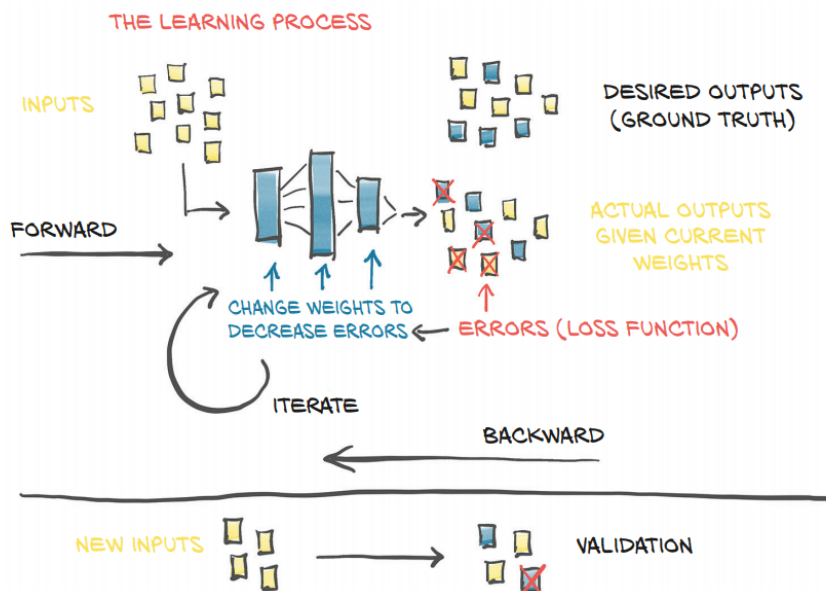 THE LEARNING PROCESS
INPUTS
DESIRED OUTPUTS
(GROUND TRUTH)
FORWARD
ACTUAL OUTPUTS
GIVEN CURRENT
WEIGHTS
CHANGE WEIGHTS TO
DECREASE ERRORS
ERRORS (LOSS FUNCTION)
ITERATE
BACKWARD
NEW INPUTS
VALIDATION